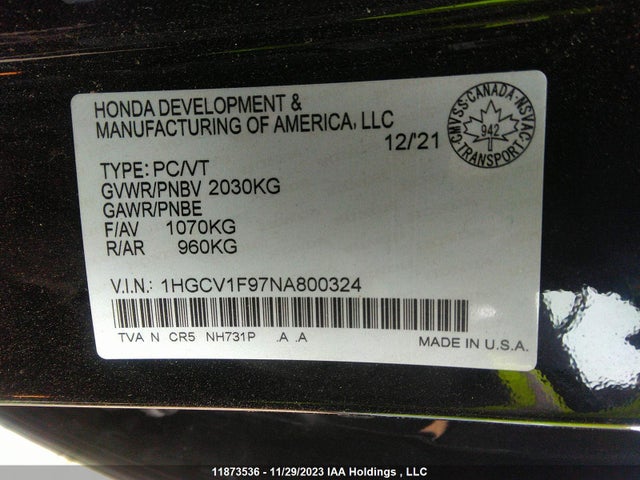 HONDA DEVELOPMENT &
MANUFACTURING OF AMERICA, LLC
12/'21
CMVSS·CANADA·NSVAC
942
TRANSPORT
TYPE: PC/VT
GVWR/PNBV 2030KG
GAWR/PNBE
F/AV 1070KG
R/AR 960KG
V.I.N.: 1HGCV1F97NA800324
TVA N CR5 NH731P .A .A
MADE IN U.S.A.
11873536 - 11/29/2023 IAA Holdings , LLC